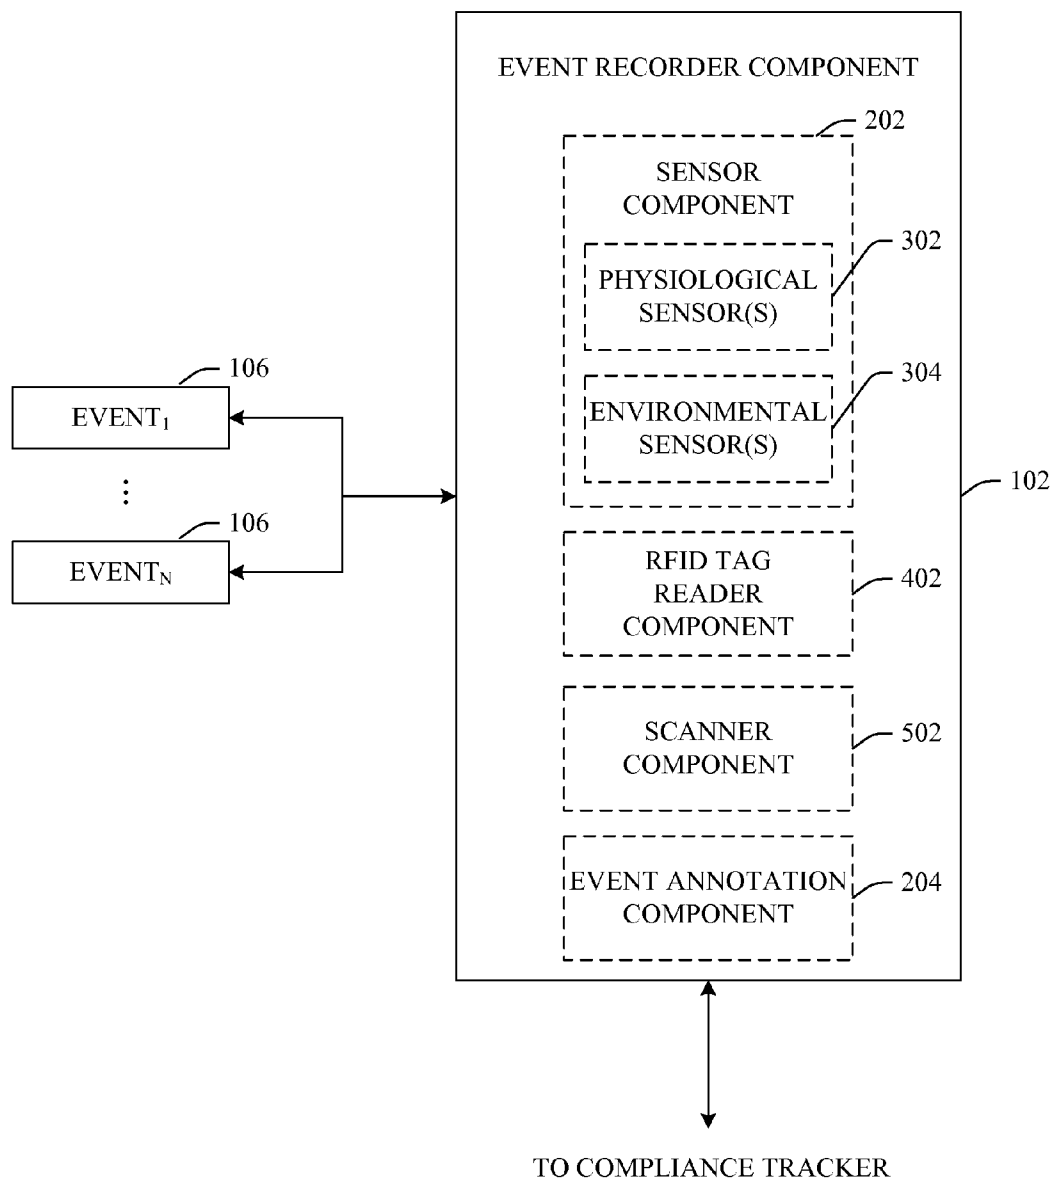 EVENT RECORDER COMPONENT
202
SENSOR
COMPONENT
302
PHYSIOLOGICAL
SENSOR(S)
304
ENVIRONMENTAL
SENSOR(S)
106
EVENT1
...
106
EVENTN
102
RFID TAG
READER
COMPONENT
402
SCANNER
COMPONENT
502
EVENT ANNOTATION
COMPONENT
204
TO COMPLIANCE TRACKER